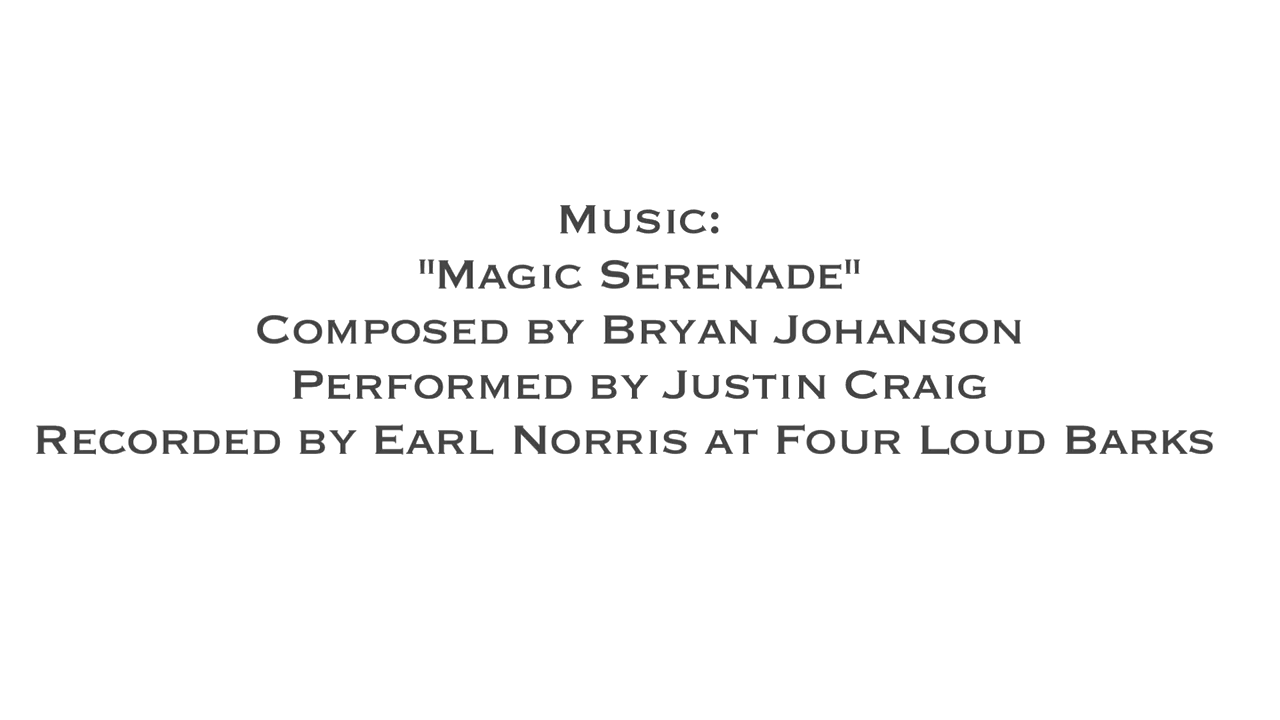 Music:
"Magic Serenade"
Composed by Bryan Johanson
Performed by Justin Craig
Recorded by Earl Norris at Four Loud Barks